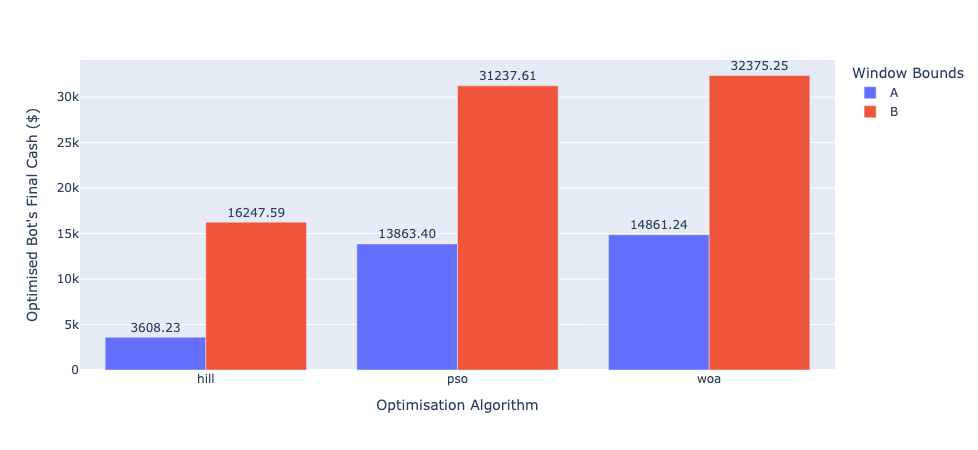 32375.25
31237.61
16247.59
13863.40
14861.24
3608.23
30k
25k
20k
15k
10k
5k
0
Optimised Bot's Final Cash ($)
hill
pso
woa
Optimisation Algorithm
Window Bounds
A
B